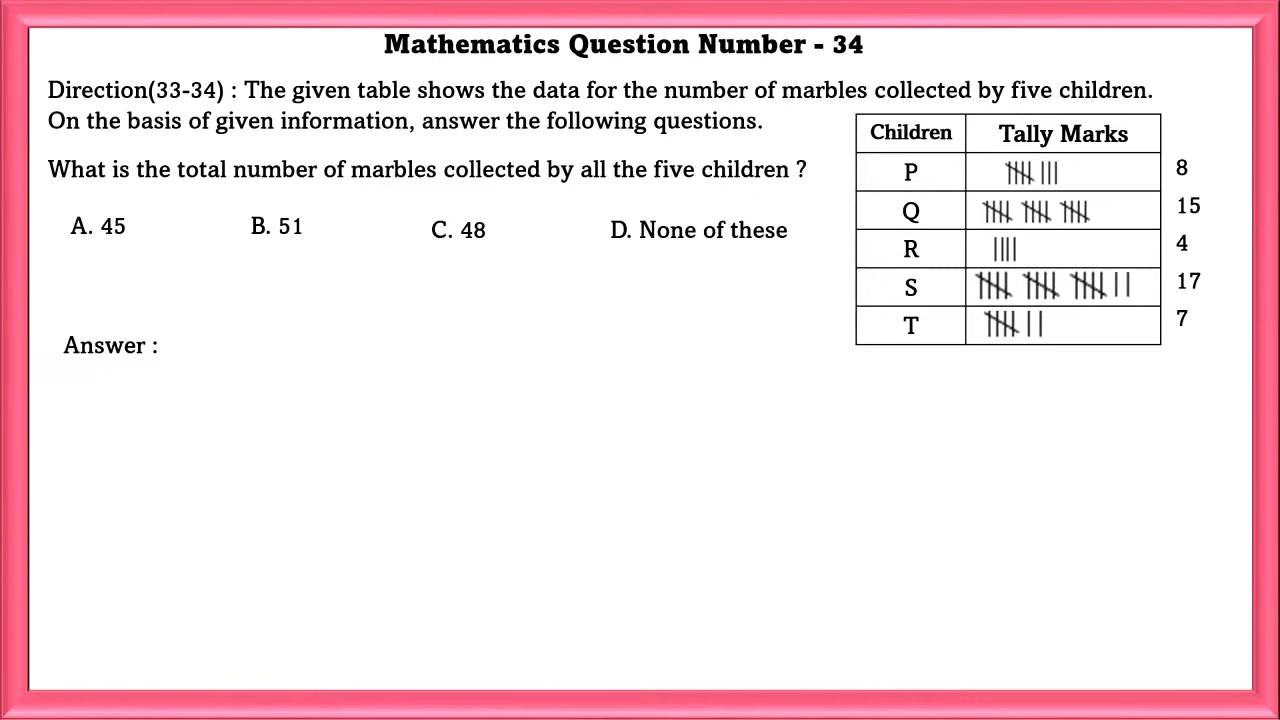 Mathematics Question Number - 34
Direction(33-34) : The given table shows the data for the number of marbles collected by five children.
On the basis of given information, answer the following questions.
What is the total number of marbles collected by all the five children ?
A. 45 B. 51 C. 48 D. None of these
Children Tally Marks
P 8
Q 15
R 4
S 17
T 7
Answer :